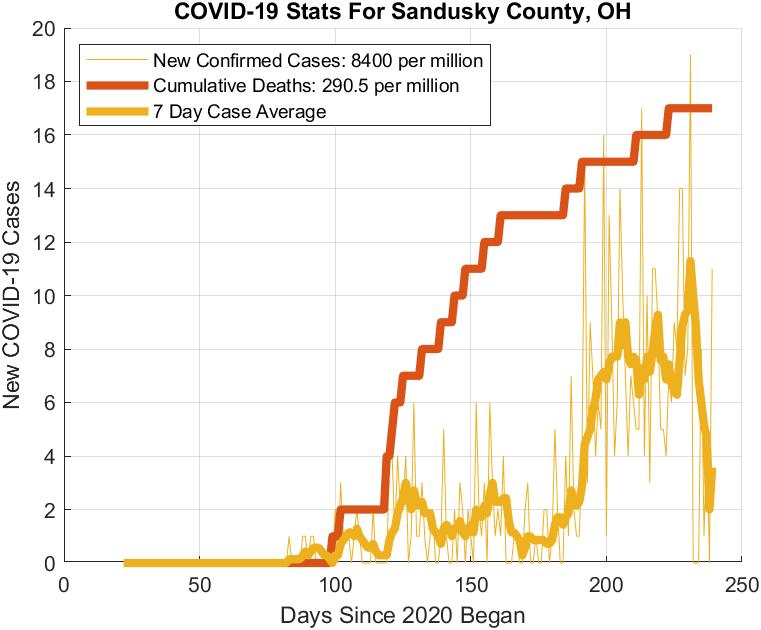 COVID-19 Stats For Sandusky County, OH
New Confirmed Cases: 8400 per million
Cumulative Deaths: 290.5 per million
7 Day Case Average
New COVID-19 Cases
20
18
16
14
12
10
8
6
4
2
0
0 50 100 150 200 250
Days Since 2020 Began